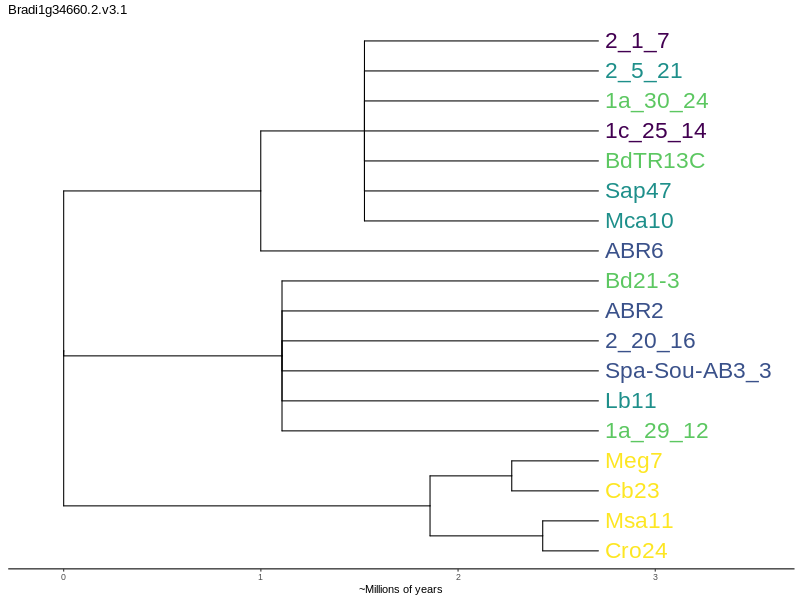 Bradi1g34660.2.v3.1
2_1_7
2_5_21
1a_30_24
1c_25_14
BdTR13C
Sap47
Mca10
ABR6
Bd21-3
ABR2
2_20_16
Spa-Sou-AB3_3
Lb11
1a_29_12
Meg7
Cb23
Msa11
Cro24
0 1 2 3
~Millions of years